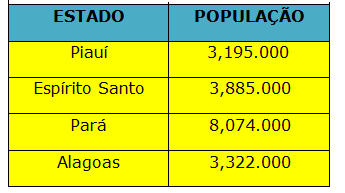 ESTADO POPULAÇÃO
Piauí 3,195.000
Espírito Santo 3,885.000
Pará 8,074.000
Alagoas 3,322.000